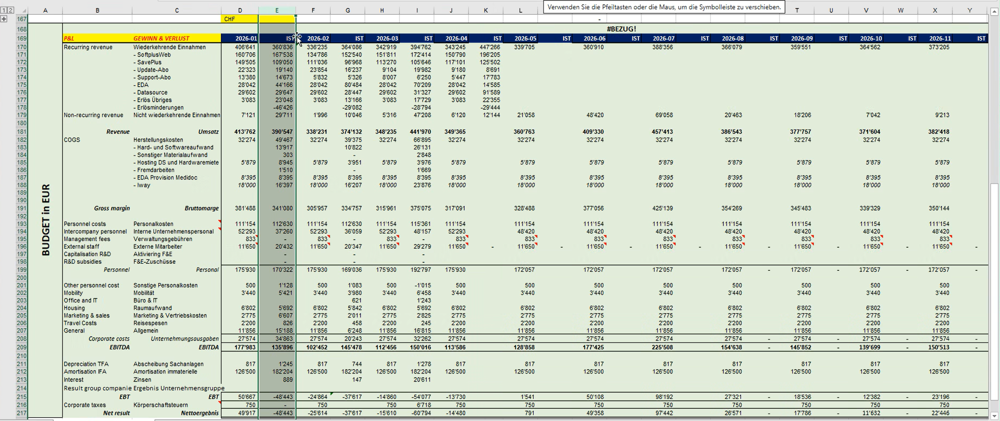 Verwenden Sie die Pfeiltasten oder die Maus, um die Symbolleiste zu verschieben.
1 2 A B C D E F G H I J K L T U V W X Y
167 CHF -
168 #BEZUG!
169 P&L GEWINN & VERLUST 2026-01 IST 2026-02 IST 2026-03 IST 2026-04 IST 2026-05 IST 2026-06 IST 2026-07 IST 2026-08 IST 2026-09 IST 2026-10 IST 2026-11 IST
170 Recurring revenue Wiederkehrende Einnahmen 406'641 360'836 336'235 364'086 342'919 394'762 343'245 447'266 339'705 360'910 388'356 366'079 359'551 364'562 373'205
171 - SoftplusWeb 160'706 167'538 134'786 152'540 151'811 172'414 150'790 196'205
172 - SavePlus 149'505 109'050 111'036 96'968 113'270 105'646 117'101 125'502
173 - Update-Abo 22'323 19'140 23'854 16'237 9'104 19'982 9'180 8'691
174 - Support-Abo 13'380 14'673 5'832 5'326 8'007 6'250 5'447 17'783
175 - EDA 28'042 44'166 28'042 80'484 28'042 70'209 28'042 14'585
176 - Datasource 29'602 29'647 29'602 28'447 29'602 31'327 29'602 91'589
177 - Erlös Übriges 3'083 23'048 3'083 13'166 3'083 17'729 3'083 22'355
178 - Erlösminderungen -46'426 -29'082 -28'794 -29'444
179 Non-recurring revenue Nicht wiederkehrende Einnahmen 7'121 29'711 1'996 10'046 5'316 47'208 6'120 12'144 21'058 48'420 69'058 20'463 18'206 7'042 9'213
180
181 Revenue Umsatz 413'762 390'547 338'231 374'132 348'235 441'970 349'365 360'763 409'330 457'413 386'543 377'757 371'604 382'418
182 COGS Herstellungskosten 32'274 49'467 32'274 39'375 32'274 66'895 32'274 32'274 32'274 32'274 32'274 32'274 32'274 32'274
183 - Hard- und Softwareaufwand 13'917 10'822 26'131
184 - Sonstiger Materialaufwand 303 - 2'848
185 - Hosting DS und Hardwaremiete 5'879 8'945 5'879 3'951 5'879 3'976 5'879 5'879 5'879 5'879 5'879 5'879 5'879 5'879
186 - Fremdarbeiten 1'510 - 1'669
187 - EDA Provision Medidoc 8'395 8'395 8'395 8'395 8'395 8'395 8'395 8'395 8'395 8'395 8'395 8'395 8'395 8'395
188 - Iway 18'000 16'397 18'000 16'207 18'000 23'876 18'000 18'000 18'000 18'000 18'000 18'000 18'000 18'000
189
190
BUDGET in EUR
191 Gross margin Bruttomarge 381'488 341'080 305'957 334'757 315'961 375'075 317'091 328'488 377'056 425'139 354'269 345'483 339'329 350'144
192
193 Personnel costs Personalkosten 111'154 112'630 111'154 112'630 111'154 115'361 111'154 111'154 111'154 111'154 111'154 111'154 111'154 111'154
194 Intercompany personnel Interne Unternehmenspersonal 52'293 37'260 52'293 36'059 52'293 48'157 52'293 48'420 48'420 48'420 48'420 48'420 48'420 48'420
195 Management fees Verwaltungsgebühren 833 - 833 - 833 - 833 833 833 833 833 833 833 833
196 External staff Externe Mitarbeiter 11'650 20'432 11'650 20'347 11'650 29'279 11'650 - 11'650 - 11'650 - 11'650 - 11'650 - 11'650 - 11'650 - 11'650 -
197 Capitalisation R&D Aktivierung F&E - - -
198 R&D subsidies F&E-Zuschüsse - - -
199 Personnel Personal 175'930 170'322 175'930 169'036 175'930 192'797 175'930 172'057 172'057 172'057 172'057 - 172'057 - 172'057 - 172'057 -
200
201 Other personnel cost Sonstige Personalkosten 500 1'128 500 1'083 500 -1'015 500 500 500 500 500 500 500 500
202 Mobility Mobilität 3'440 5'421 3'440 3'980 3'440 6'458 3'440 3'440 3'440 3'440 3'440 3'440 3'440 3'440
203 Office and IT Büro & IT 621 1'243
204 Housing Raumaufwand 6'802 5'692 6'802 5'842 6'802 5'692 6'802 6'802 6'802 6'802 6'802 6'802 6'802 6'802
205 Marketing & sales Marketing & Vertriebskosten 2'775 6'607 2'775 2'011 2'775 2'825 2'775 2'775 2'775 2'775 2'775 2'775 2'775 2'775
206 Travel Costs Reisespesen 2'200 826 2'200 458 2'200 245 2'200 2'200 2'200 2'200 2'200 2'200 2'200 2'200
207 General Allgemein 11'856 15'188 11'856 6'248 11'856 16'815 11'856 11'856 11'856 11'856 11'856 11'856 11'856 11'856
208 Corporate costs Unternehmungsausgaben 27'574 34'863 27'574 20'243 27'574 32'262 27'574 27'574 27'574 27'574 27'574 - 27'574 - 27'574 - 27'574 -
209 EBITDA EBITDA 177'983 135'896 102'452 145'478 112'456 150'016 113'586 128'858 177'425 225'508 154'638 - 145'852 - 139'699 - 150'513 -
210
211 Depreciation TFA Abscheibung Sachanlagen 817 1'245 817 744 817 1'278 817 817 817 817 817 817 817 817
212 Amortisation IFA Amortisation immaterielle 126'500 182'204 126'500 182'204 126'500 182'204 126'500 126'500 126'500 126'500 126'500 126'500 126'500 126'500
213 Interest Zinsen 889 147 20'611
214 Result group companie Ergebnis Unternehmensgruppe
215 EBT EBT 50'667 -48'443 -24'864 -37'617 -14'860 -54'077 -13'730 1'541 50'108 98'192 27'321 - 18'536 - 12'382 - 23'196 -
216 Corporate taxes Körperschaftsteuern 750 - 750 750 6'718 750 750 750 750 750 - 750 - 750 - 750 -
217 Net result Nettoergebnis 49'917 -48'443 -25'614 -37'617 -15'610 -60'794 -14'480 791 49'358 97'442 26'571 - 17'786 - 11'632 - 22'446 -